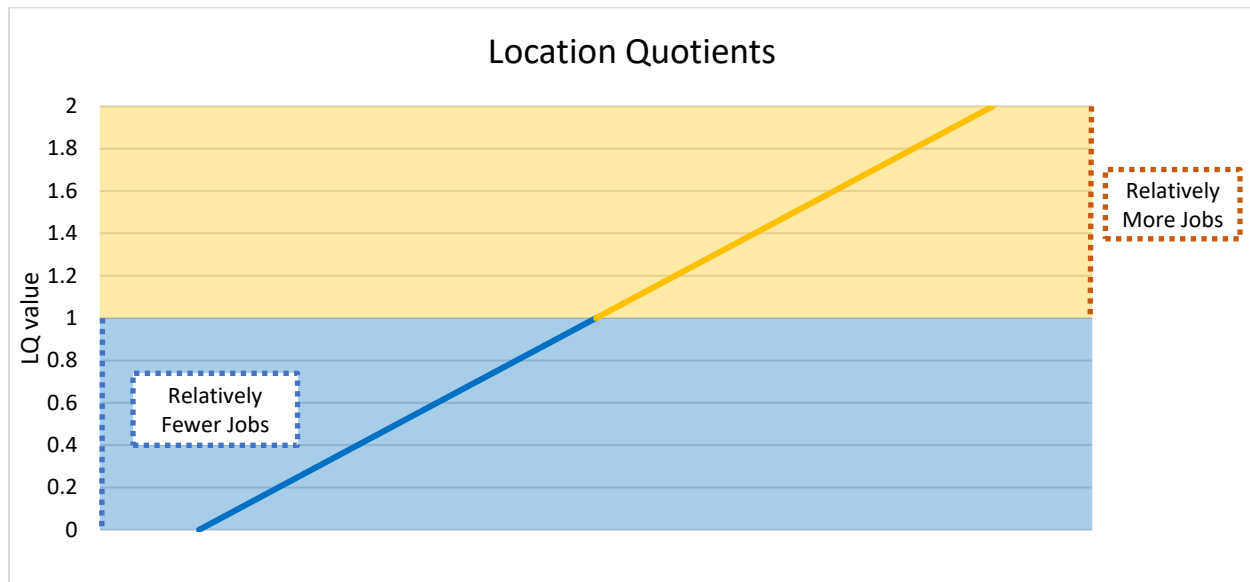 Location Quotients
2
1.8
1.6
1.4
1.2
1
0.8
0.6
0.4
0.2
0
LQ value
Relatively
Fewer Jobs
Relatively
More Jobs